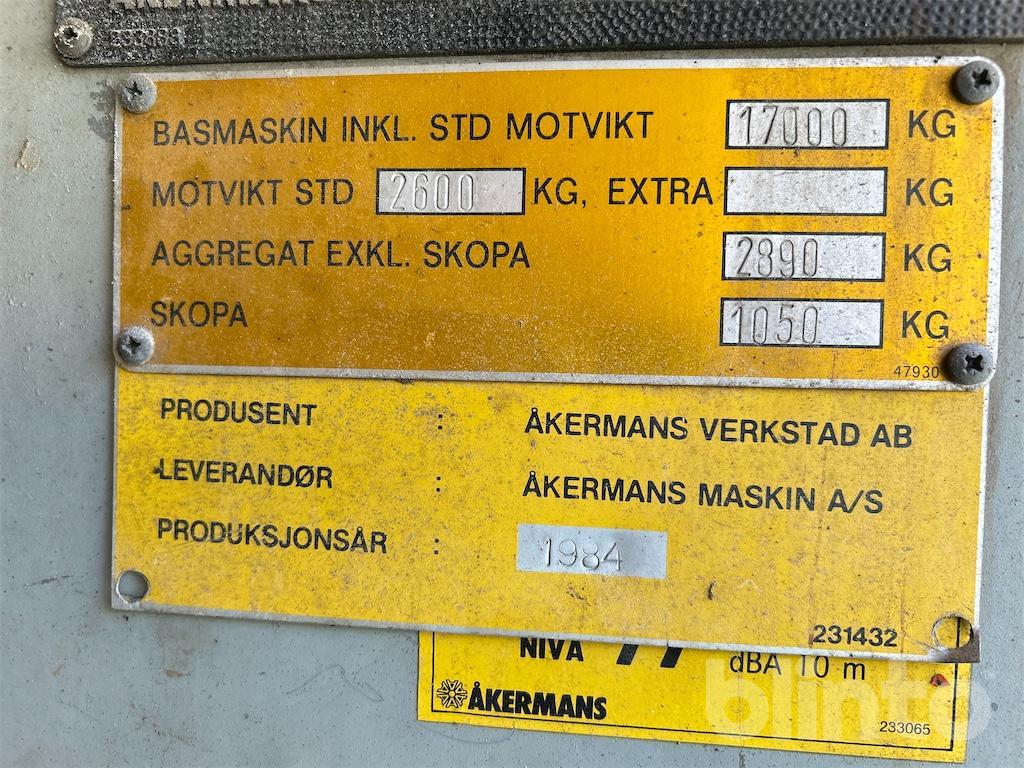 BASMASKIN INKL. STD MOTVIKT 17000 KG
MOTVIKT STD 2600 KG, EXTRA KG
AGGREGAT EXKL. SKOPA 2890 KG
SKOPA 1050 KG
47930
PRODUSENT : ÅKERMANS VERKSTAD AB
LEVERANDØR : ÅKERMANS MASKIN A/S
PRODUKSJONSÅR : 1984
231432
NIVA 77 dBA 10 m
ÅKERMANS
233065
blinto